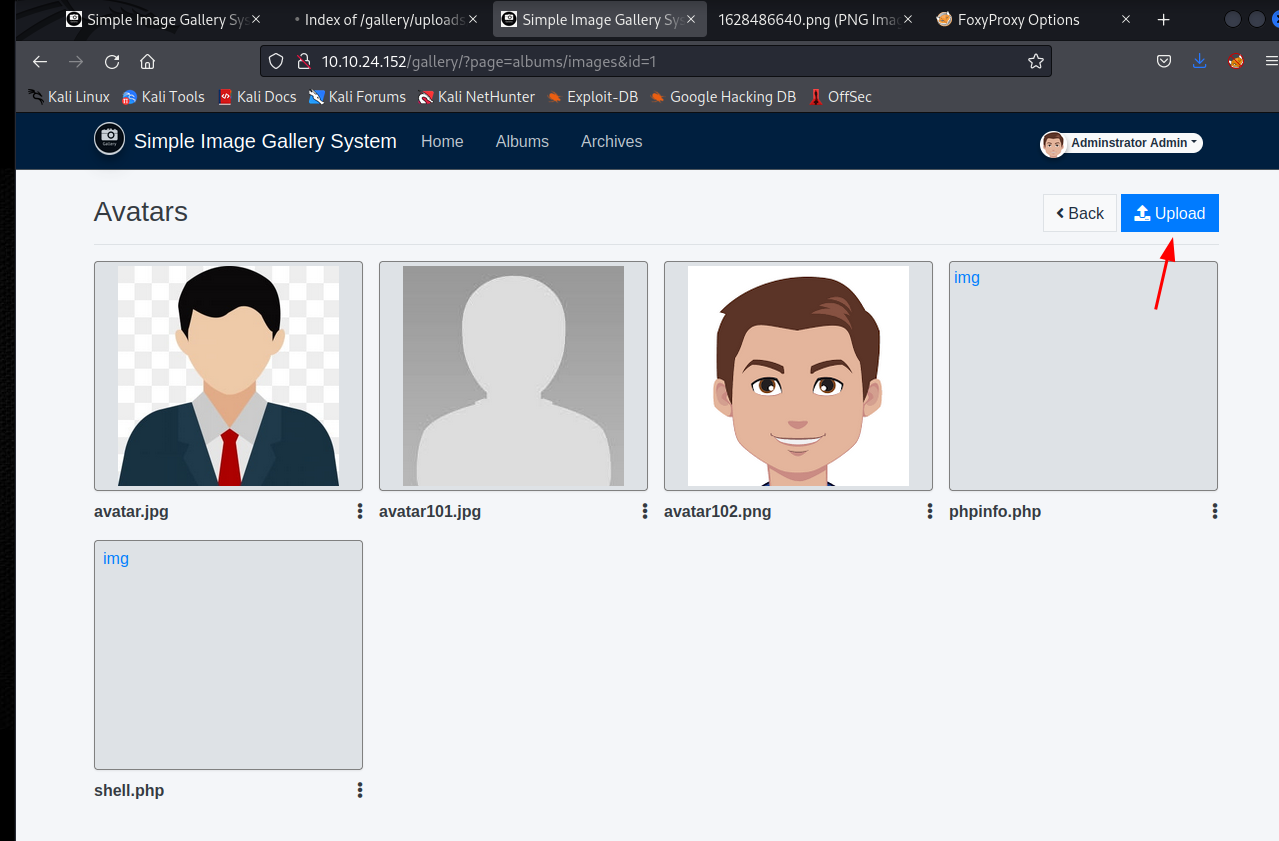 Simple Image Gallery Sys
Index of /gallery/uploads
Simple Image Gallery Sys
1628486640.png (PNG Imag
FoxyProxy Options
10.10.24.152/gallery/?page=albums/images&id=1
Kali Linux Kali Tools Kali Docs Kali Forums Kali NetHunter Exploit-DB Google Hacking DB OffSec
Simple Image Gallery System Home Albums Archives Adminstrator Admin
Avatars Back Upload
img
avatar.jpg avatar101.jpg avatar102.png phpinfo.php
img
shell.php